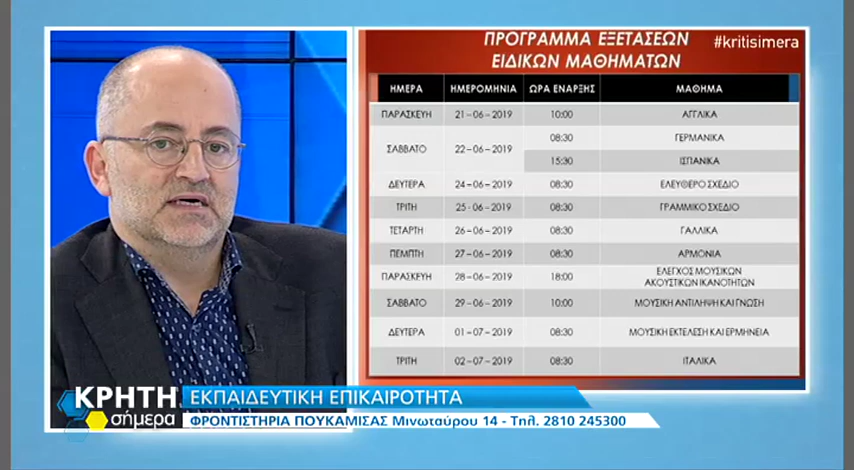 ΠΡΟΓΡΑΜΜΑ ΕΞΕΤΑΣΕΩΝ
ΕΙΔΙΚΩΝ ΜΑΘΗΜΑΤΩΝ
#kritisimera
ΗΜΕΡΑ ΗΜΕΡΟΜΗΝΙΑ ΩΡΑ ΕΝΑΡΞΗΣ ΜΑΘΗΜΑ
ΠΑΡΑΣΚΕΥΗ 21-06-2019 10:00 ΑΓΓΛΙΚΑ
ΣΑΒΒΑΤΟ 22-06-2019 08:30 ΓΕΡΜΑΝΙΚΑ
15:30 ΙΣΠΑΝΙΚΑ
ΔΕΥΤΕΡΑ 24-06-2019 08:30 ΕΛΕΥΘΕΡΟ ΣΧΕΔΙΟ
ΤΡΙΤΗ 25-06-2019 08:30 ΓΡΑΜΜΙΚΟ ΣΧΕΔΙΟ
ΤΕΤΑΡΤΗ 26-06-2019 08:30 ΓΑΛΛΙΚΑ
ΠΕΜΠΤΗ 27-06-2019 08:30 ΑΡΜΟΝΙΑ
ΠΑΡΑΣΚΕΥΗ 28-06-2019 18:00 ΕΛΕΓΧΟΣ ΜΟΥΣΙΚΩΝ
ΑΚΟΥΣΤΙΚΩΝ ΙΚΑΝΟΤΗΤΩΝ
ΣΑΒΒΑΤΟ 29-06-2019 10:00 ΜΟΥΣΙΚΗ ΑΝΤΙΛΗΨΗ ΚΑΙ ΓΝΩΣΗ
ΔΕΥΤΕΡΑ 01-07-2019 08:30 ΜΟΥΣΙΚΗ ΕΚΤΕΛΕΣΗ ΚΑΙ ΕΡΜΗΝΕΙΑ
ΤΡΙΤΗ 02-07-2019 08:30 ΙΤΑΛΙΚΑ
ΚΡΗΤΗ
σήμερα
ΕΚΠΑΙΔΕΥΤΙΚΗ ΕΠΙΚΑΙΡΟΤΗΤΑ
ΦΡΟΝΤΙΣΤΗΡΙΑ ΠΟΥΚΑΜΙΣΑΣ Μινωταύρου 14 - Τηλ. 2810 245300